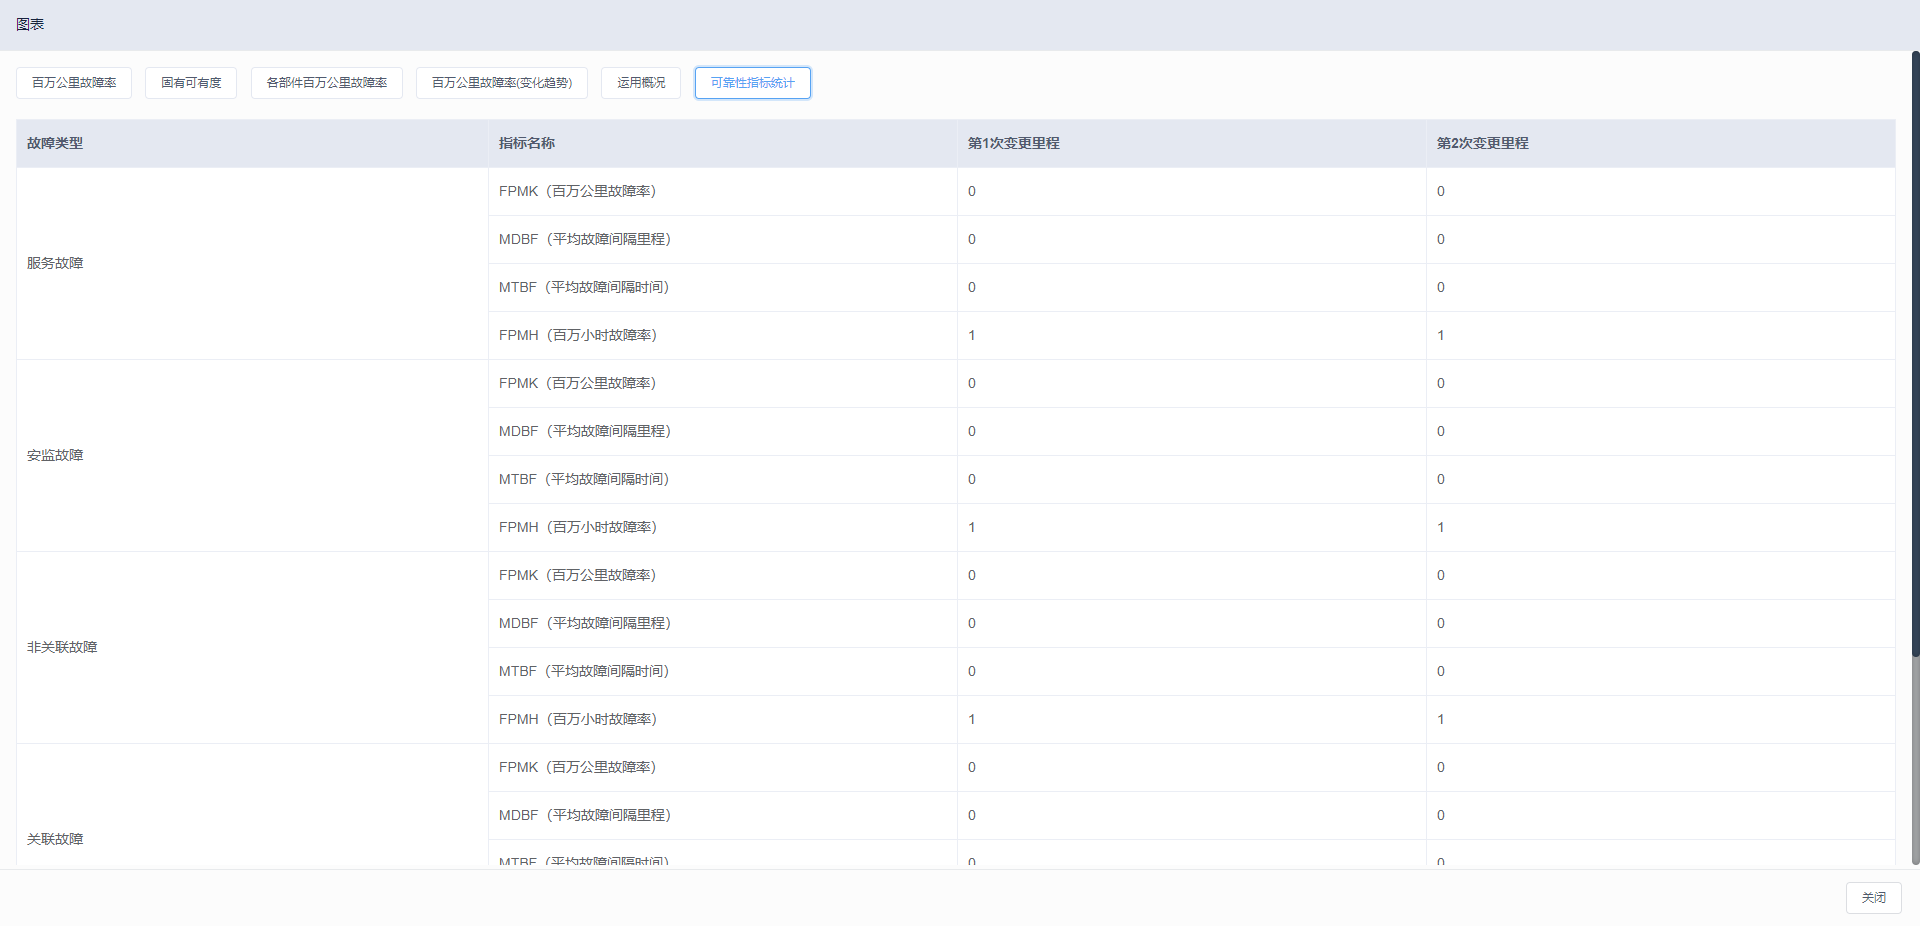 图表
百万公里故障率 固有可有度 各部件百万公里故障率 百万公里故障率(变化趋势) 运用概况 可靠性指标统计
故障类型 指标名称 第1次变更里程 第2次变更里程
服务故障
FPMK（百万公里故障率） 0 0
MDBF（平均故障间隔里程） 0 0
MTBF（平均故障间隔时间） 0 0
FPMH（百万小时故障率） 1 1
安监故障
FPMK（百万公里故障率） 0 0
MDBF（平均故障间隔里程） 0 0
MTBF（平均故障间隔时间） 0 0
FPMH（百万小时故障率） 1 1
非关联故障
FPMK（百万公里故障率） 0 0
MDBF（平均故障间隔里程） 0 0
MTBF（平均故障间隔时间） 0 0
FPMH（百万小时故障率） 1 1
关联故障
FPMK（百万公里故障率） 0 0
MDBF（平均故障间隔里程） 0 0
MTBF（平均故障间隔时间） 0 0
关闭